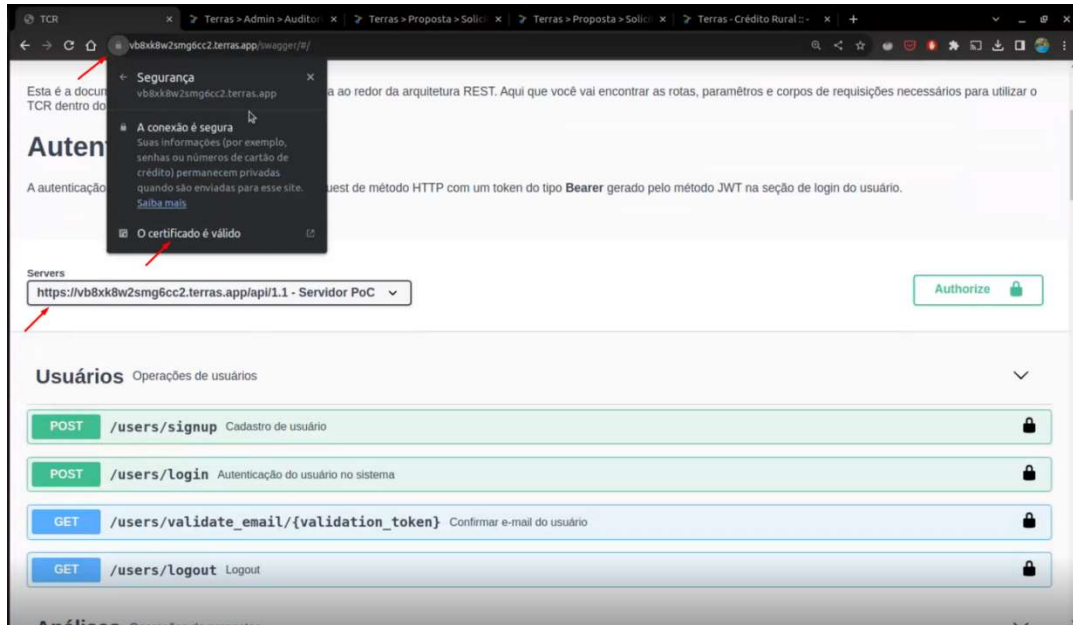 TCR
Terras > Admin > Auditori
Terras > Proposta > Solici
Terras > Proposta > Solici
Terras - Crédito Rural :: -
vb8xk8w2smg6cc2.terras.app/swagger/#/
Segurança
vb8xk8w2smg6cc2.terras.app
Esta é a docum
a ao redor da arquitetura REST. Aqui que você vai encontrar as rotas, paramêtros e corpos de requisições necessários para utilizar o
TCR dentro do
A conexão é segura
Suas informações (por exemplo,
senhas ou números de cartão de
crédito) permanecem privadas
quando são enviadas para esse site.
Saiba mais
Auten
A autenticação
uest de método HTTP com um token do tipo Bearer gerado pelo método JWT na seção de login do usuário.
O certificado é válido
Servers
https://vb8xk8w2smg6cc2.terras.app/api/1.1 - Servidor PoC
Authorize
Usuários Operações de usuários
POST /users/signup Cadastro de usuário
POST /users/login Autenticação do usuário no sistema
GET /users/validate_email/{validation_token} Confirmar e-mail do usuário
GET /users/logout Logout